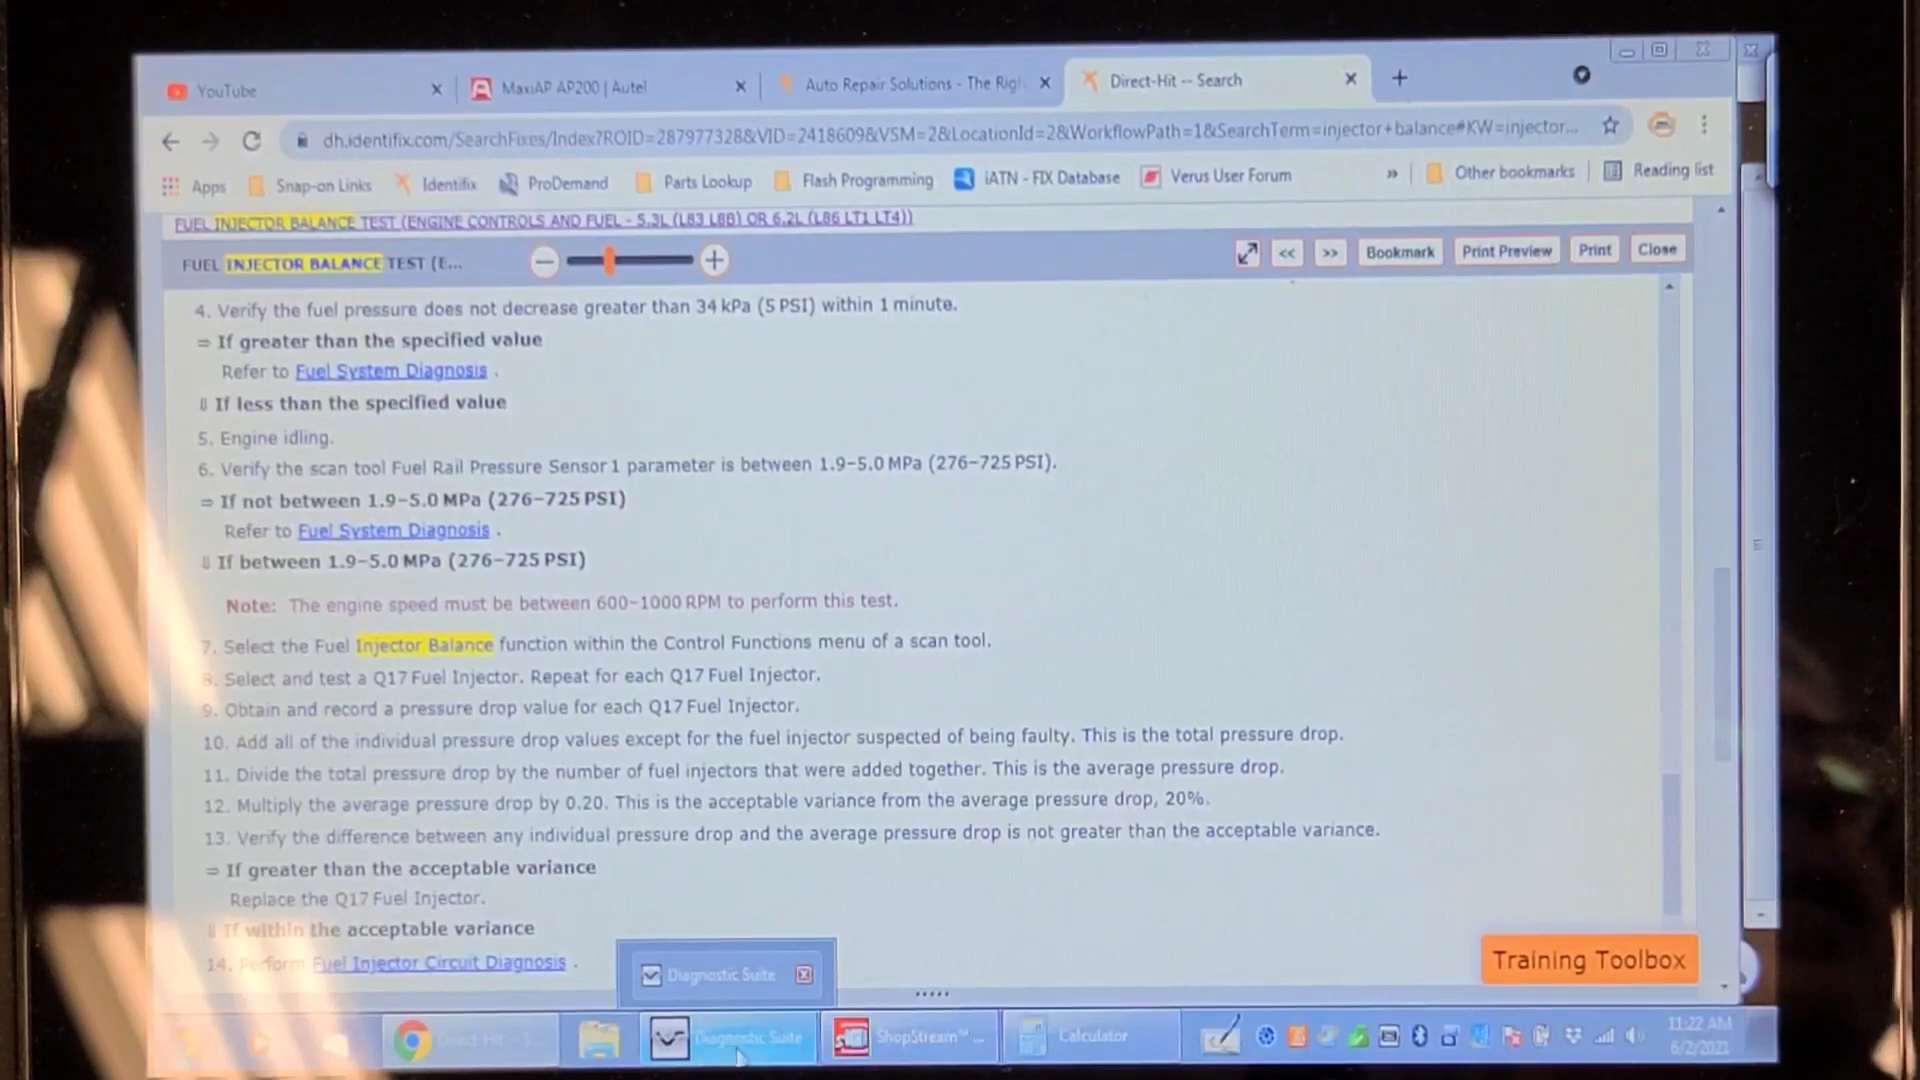 YouTube
MaxiAP AP200 | Autel
Auto Repair Solutions - The Righ
Direct-Hit -- Search
dh.identifix.com/SearchFixes/Index?ROID=287977328&VID=2418609&VSM=2&LocationId=2&WorkflowPath=1&SearchTerm=injector+balance#KW=injector...
Apps
Snap-on Links
Identifix
ProDemand
Parts Lookup
Flash Programming
iATN - FIX Database
Verus User Forum
»
Other bookmarks
Reading list
FUEL INJECTOR BALANCE TEST (ENGINE CONTROLS AND FUEL - 5.3L (L83 L8B) OR 6.2L (L86 LT1 LT4))
FUEL INJECTOR BALANCE TEST (E...
<<
>>
Bookmark
Print Preview
Print
Close
4. Verify the fuel pressure does not decrease greater than 34 kPa (5 PSI) within 1 minute.
⇒ If greater than the specified value
Refer to Fuel System Diagnosis .
⇓ If less than the specified value
5. Engine idling.
6. Verify the scan tool Fuel Rail Pressure Sensor 1 parameter is between 1.9–5.0 MPa (276–725 PSI).
⇒ If not between 1.9–5.0 MPa (276–725 PSI)
Refer to Fuel System Diagnosis .
⇓ If between 1.9–5.0 MPa (276–725 PSI)
Note: The engine speed must be between 600–1000 RPM to perform this test.
7. Select the Fuel Injector Balance function within the Control Functions menu of a scan tool.
8. Select and test a Q17 Fuel Injector. Repeat for each Q17 Fuel Injector.
9. Obtain and record a pressure drop value for each Q17 Fuel Injector.
10. Add all of the individual pressure drop values except for the fuel injector suspected of being faulty. This is the total pressure drop.
11. Divide the total pressure drop by the number of fuel injectors that were added together. This is the average pressure drop.
12. Multiply the average pressure drop by 0.20. This is the acceptable variance from the average pressure drop, 20%.
13. Verify the difference between any individual pressure drop and the average pressure drop is not greater than the acceptable variance.
⇒ If greater than the acceptable variance
Replace the Q17 Fuel Injector.
⇓ If within the acceptable variance
14. Perform Fuel Injector Circuit Diagnosis .
Training Toolbox
Diagnostic Suite
Direct-Hit -- S...
Diagnostic Suite
ShopStream™ ...
Calculator
11:22 AM
6/2/2021